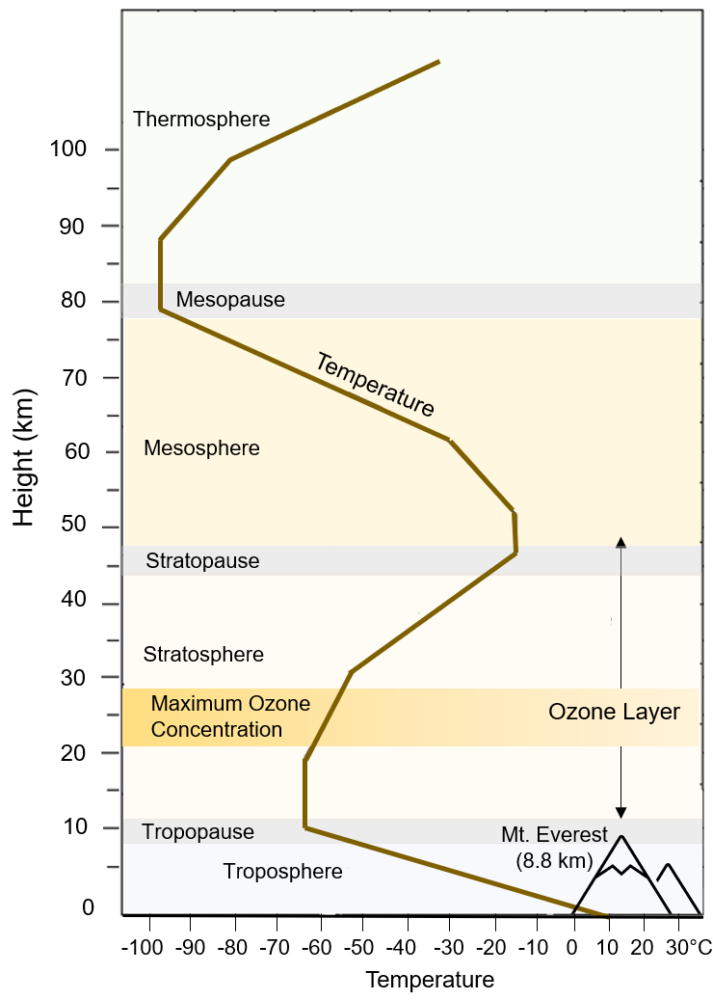 Thermosphere
100
90
80
Mesopause
70
Temperature
Mesosphere
60
Height (km)
50
Stratopause
40
Stratosphere
30
Maximum Ozone
Concentration
Ozone Layer
20
10
Tropopause
Mt. Everest
(8.8 km)
Troposphere
0
-100 -90 -80 -70 -60 -50 -40 -30 -20 -10 0 10 20 30°C
Temperature